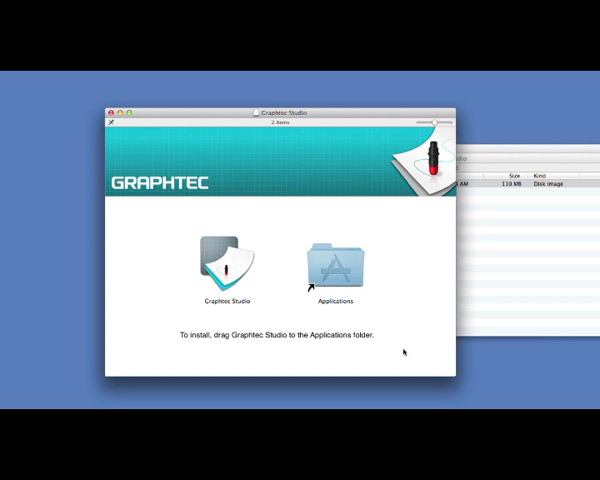 Graphtec Studio
2 items
GRAPHTEC
Graphtec Studio
Applications
To install, drag Graphtec Studio to the Applications folder.
Size Kind
AM 110 MB Disk Image